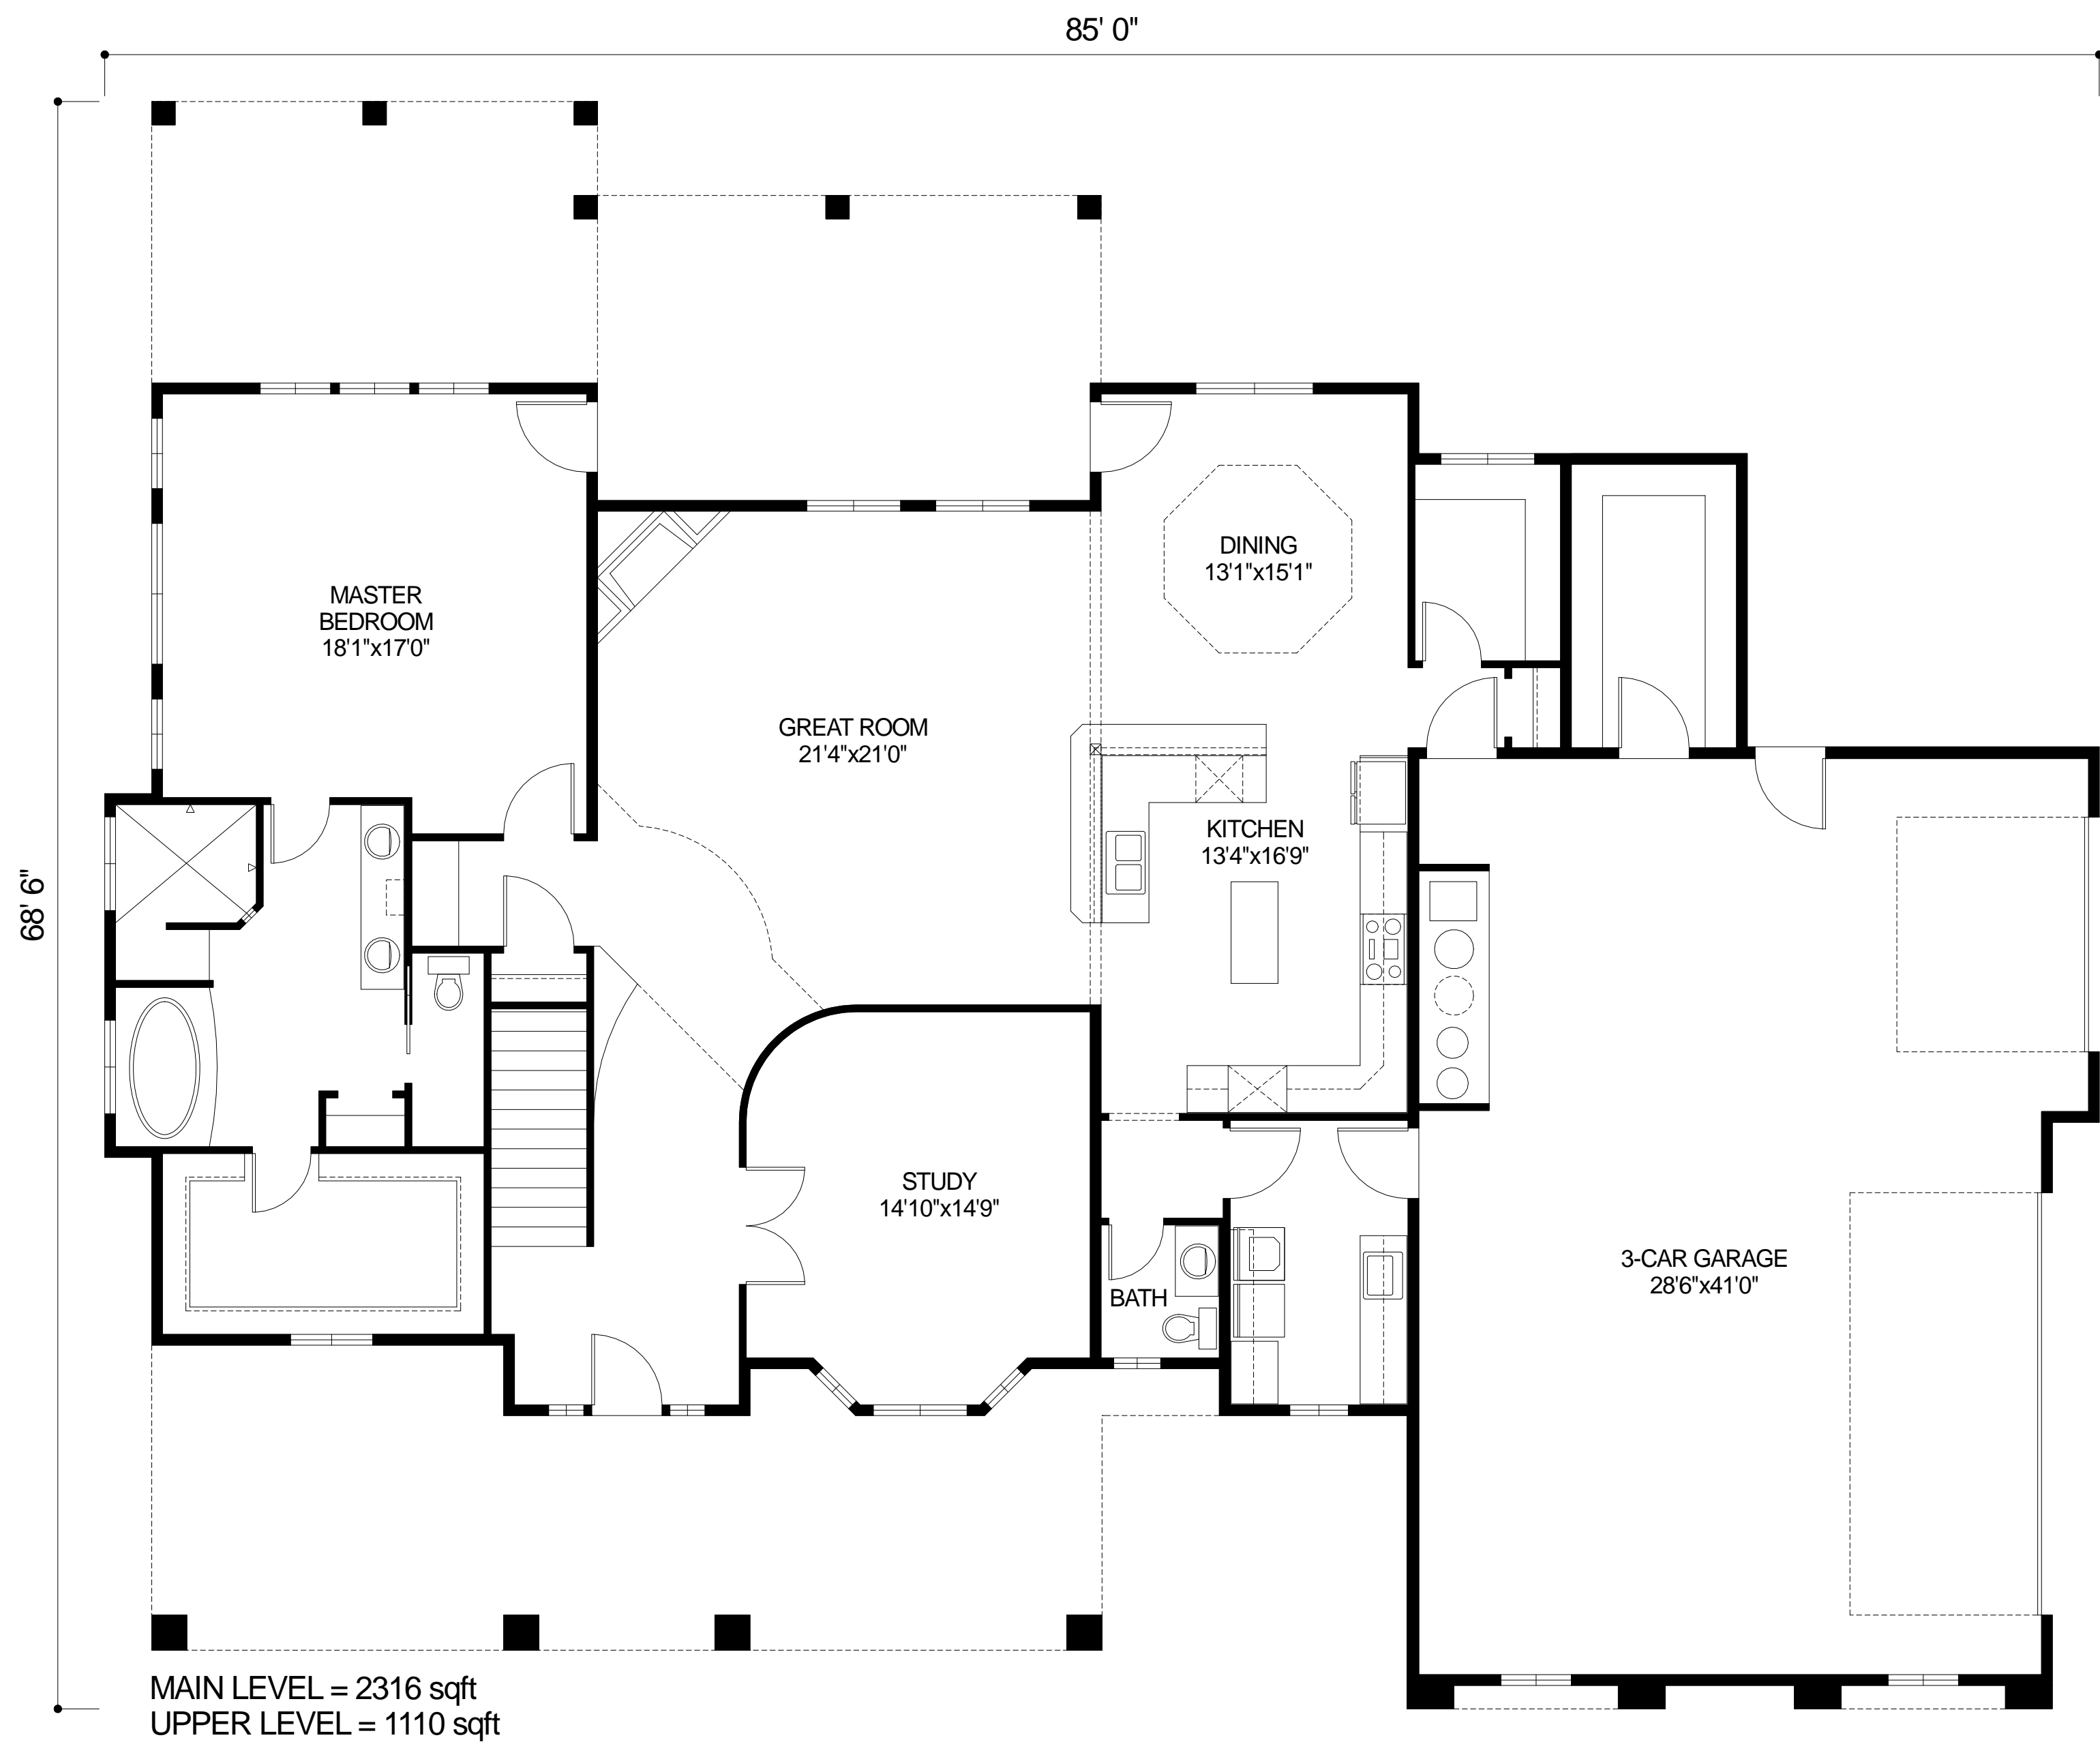 85' 0"
68' 6"
MASTER
BEDROOM
18'1"x17'0"
GREAT ROOM
21'4"x21'0"
DINING
13'1"x15'1"
KITCHEN
13'4"x16'9"
STUDY
14'10"x14'9"
BATH
3-CAR GARAGE
28'6"x41'0"
MAIN LEVEL = 2316 sqft
UPPER LEVEL = 1110 sqft